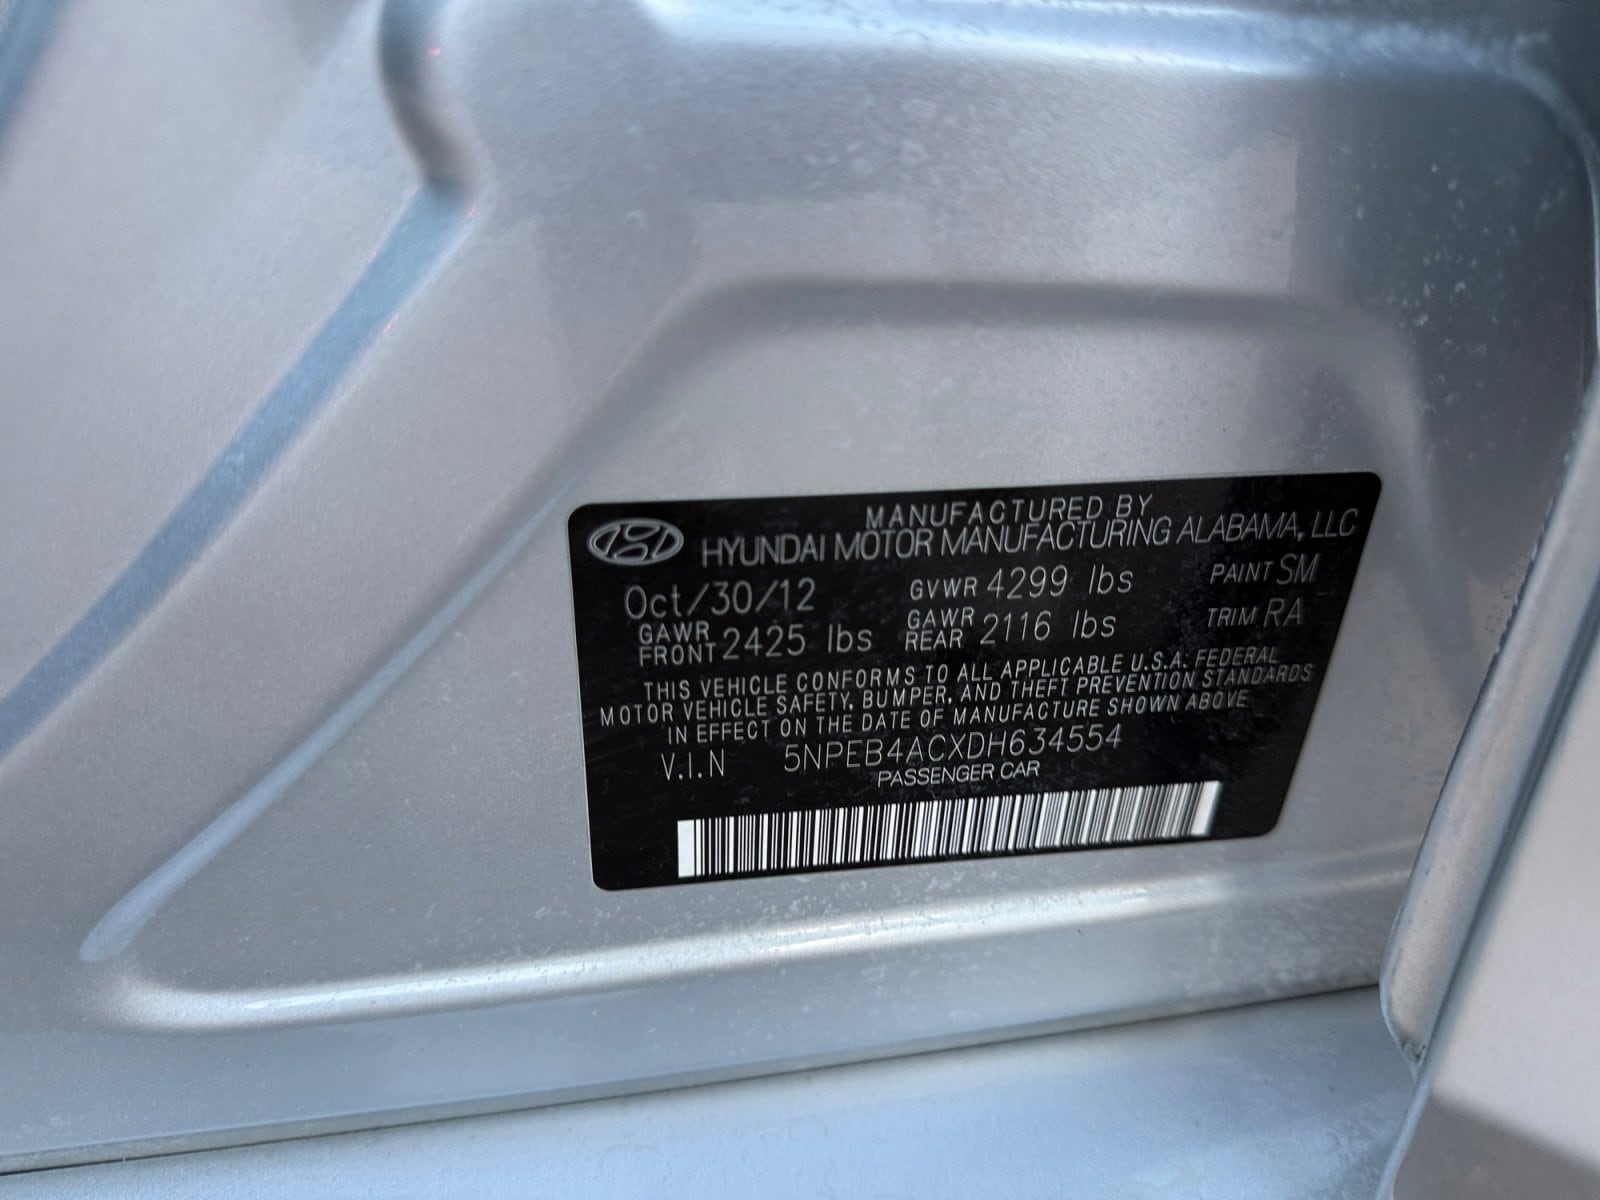 MANUFACTURED BY
HYUNDAI MOTOR MANUFACTURING ALABAMA, LLC
Oct/30/12 GVWR 4299 lbs PAINT SM
GAWR FRONT 2425 lbs GAWR REAR 2116 lbs TRIM RA
THIS VEHICLE CONFORMS TO ALL APPLICABLE U.S.A. FEDERAL
MOTOR VEHICLE SAFETY, BUMPER, AND THEFT PREVENTION STANDARDS
IN EFFECT ON THE DATE OF MANUFACTURE SHOWN ABOVE
V.I.N 5NPEB4ACXDH634554
PASSENGER CAR